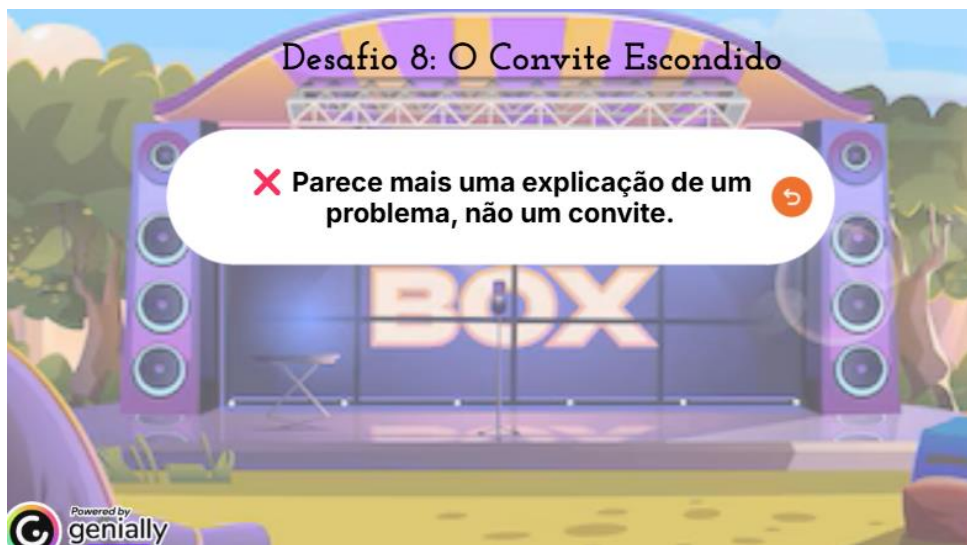 Desafio 8: O Convite Escondido
❌ Parece mais uma explicação de um
problema, não um convite.
BOX
Powered by
genially